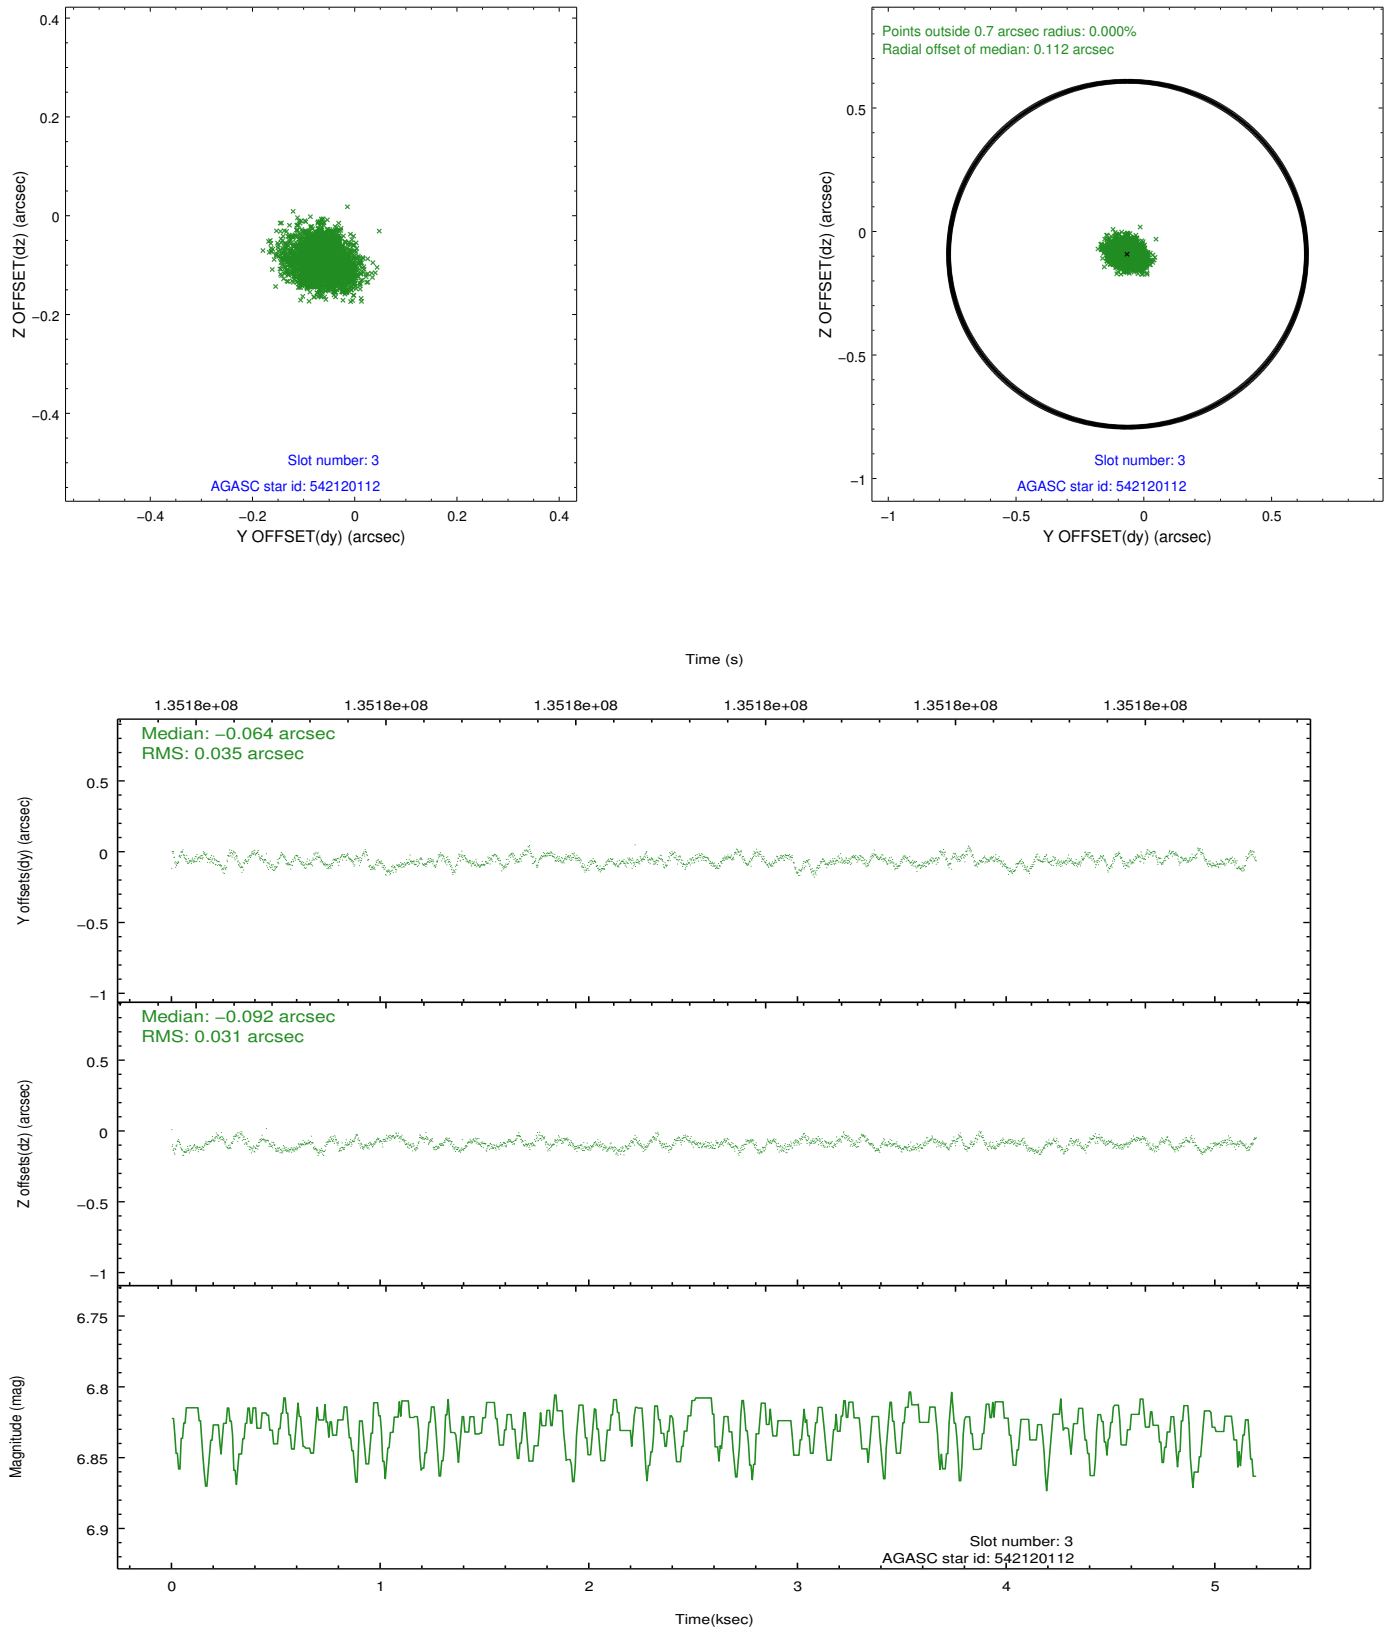 0.4
0.2
0
−0.2
−0.4
Z OFFSET(dz) (arcsec)
Slot number: 3
AGASC star id: 542120112
−0.4 −0.2 0 0.2 0.4
Y OFFSET(dy) (arcsec)
Points outside 0.7 arcsec radius: 0.000%
Radial offset of median: 0.112 arcsec
0.5
0
−0.5
−1
Z OFFSET(dz) (arcsec)
Slot number: 3
AGASC star id: 542120112
−1 −0.5 0 0.5
Y OFFSET(dy) (arcsec)
Time (s)
1.3518e+08 1.3518e+08 1.3518e+08 1.3518e+08 1.3518e+08 1.3518e+08
Median: −0.064 arcsec
RMS: 0.035 arcsec
0.5
0
−0.5
−1
Y offsets(dy) (arcsec)
Median: −0.092 arcsec
RMS: 0.031 arcsec
0.5
0
−0.5
−1
Z offsets(dz) (arcsec)
6.75
6.8
6.85
6.9
Magnitude (mag)
Slot number: 3
AGASC star id: 542120112
0 1 2 3 4 5
Time(ksec)